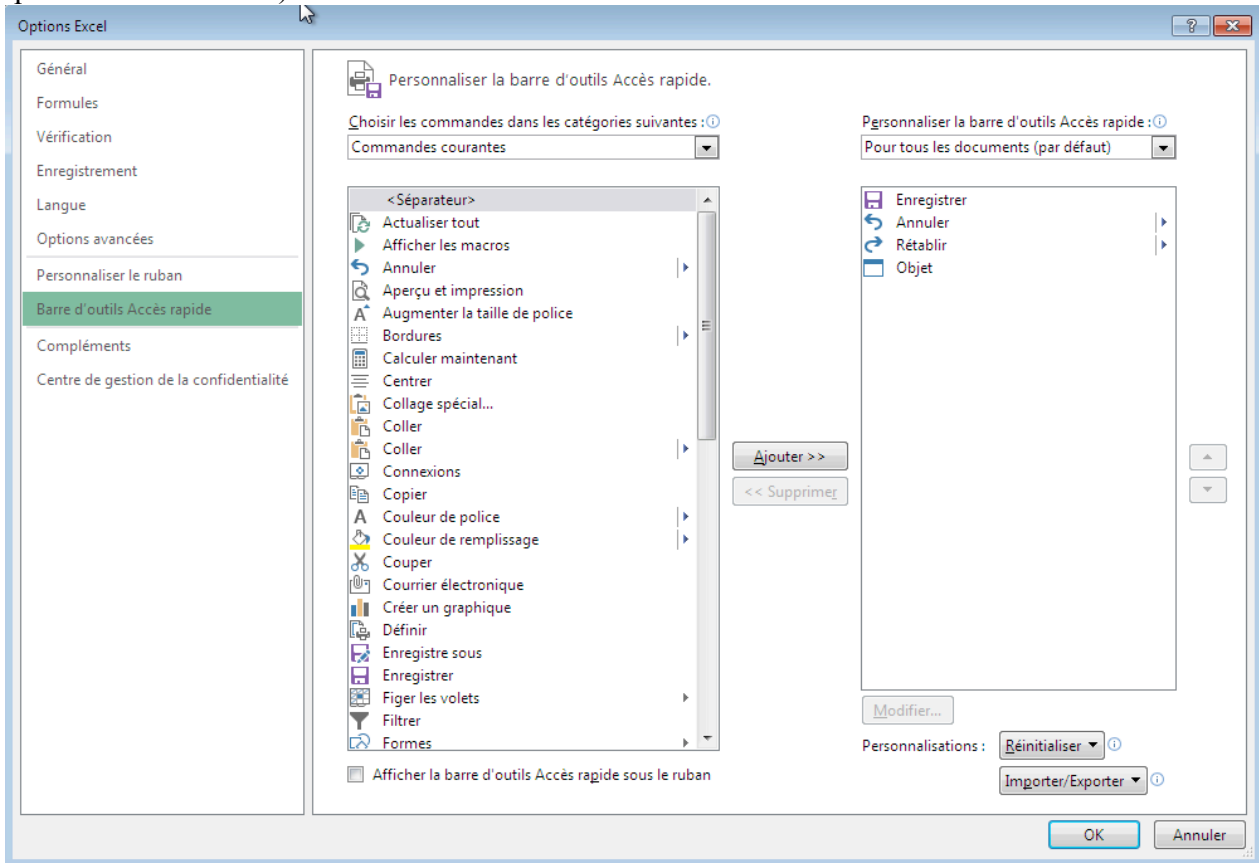 Options Excel
Général
Formules
Vérification
Enregistrement
Langue
Options avancées
Personnaliser le ruban
Barre d'outils Accès rapide
Compléments
Centre de gestion de la confidentialité
Personnaliser la barre d'outils Accès rapide.
Choisir les commandes dans les catégories suivantes :
Commandes courantes
<Séparateur>
Actualiser tout
Afficher les macros
Annuler
Aperçu et impression
Augmenter la taille de police
Bordures
Calculer maintenant
Centrer
Collage spécial...
Coller
Coller
Connexions
Copier
Couleur de police
Couleur de remplissage
Couper
Courrier électronique
Créer un graphique
Définir
Enregistre sous
Enregistrer
Figer les volets
Filtrer
Formes
Afficher la barre d'outils Accès rapide sous le ruban
Ajouter >>
<< Supprimer
Personnaliser la barre d'outils Accès rapide :
Pour tous les documents (par défaut)
Enregistrer
Annuler
Rétablir
Objet
Modifier...
Personnalisations :
Réinitialiser
Importer/Exporter
OK
Annuler